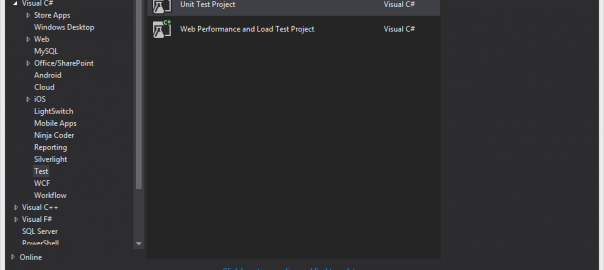 Visual C#
Store Apps
Windows Desktop
Web
MySQL
Office/SharePoint
Android
Cloud
iOS
LightSwitch
Mobile Apps
Ninja Coder
Reporting
Silverlight
Test
WCF
Workflow
Visual C++
Visual F#
SQL Server
PowerShell
Online
Unit Test Project Visual C#
Web Performance and Load Test Project Visual C#